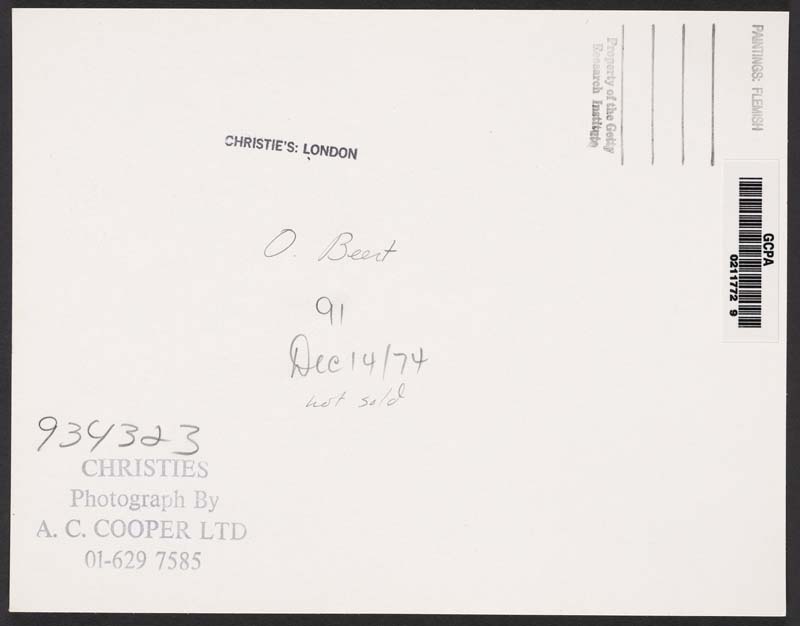 PAINTINGS: FLEMISH
Property of the Getty
Research Institute
CHRISTIE'S: LONDON
GCPA
0211772 9
O. Beert
91
Dec 14/74
not sold
934323
CHRISTIES
Photograph By
A. C. COOPER LTD
01-629 7585